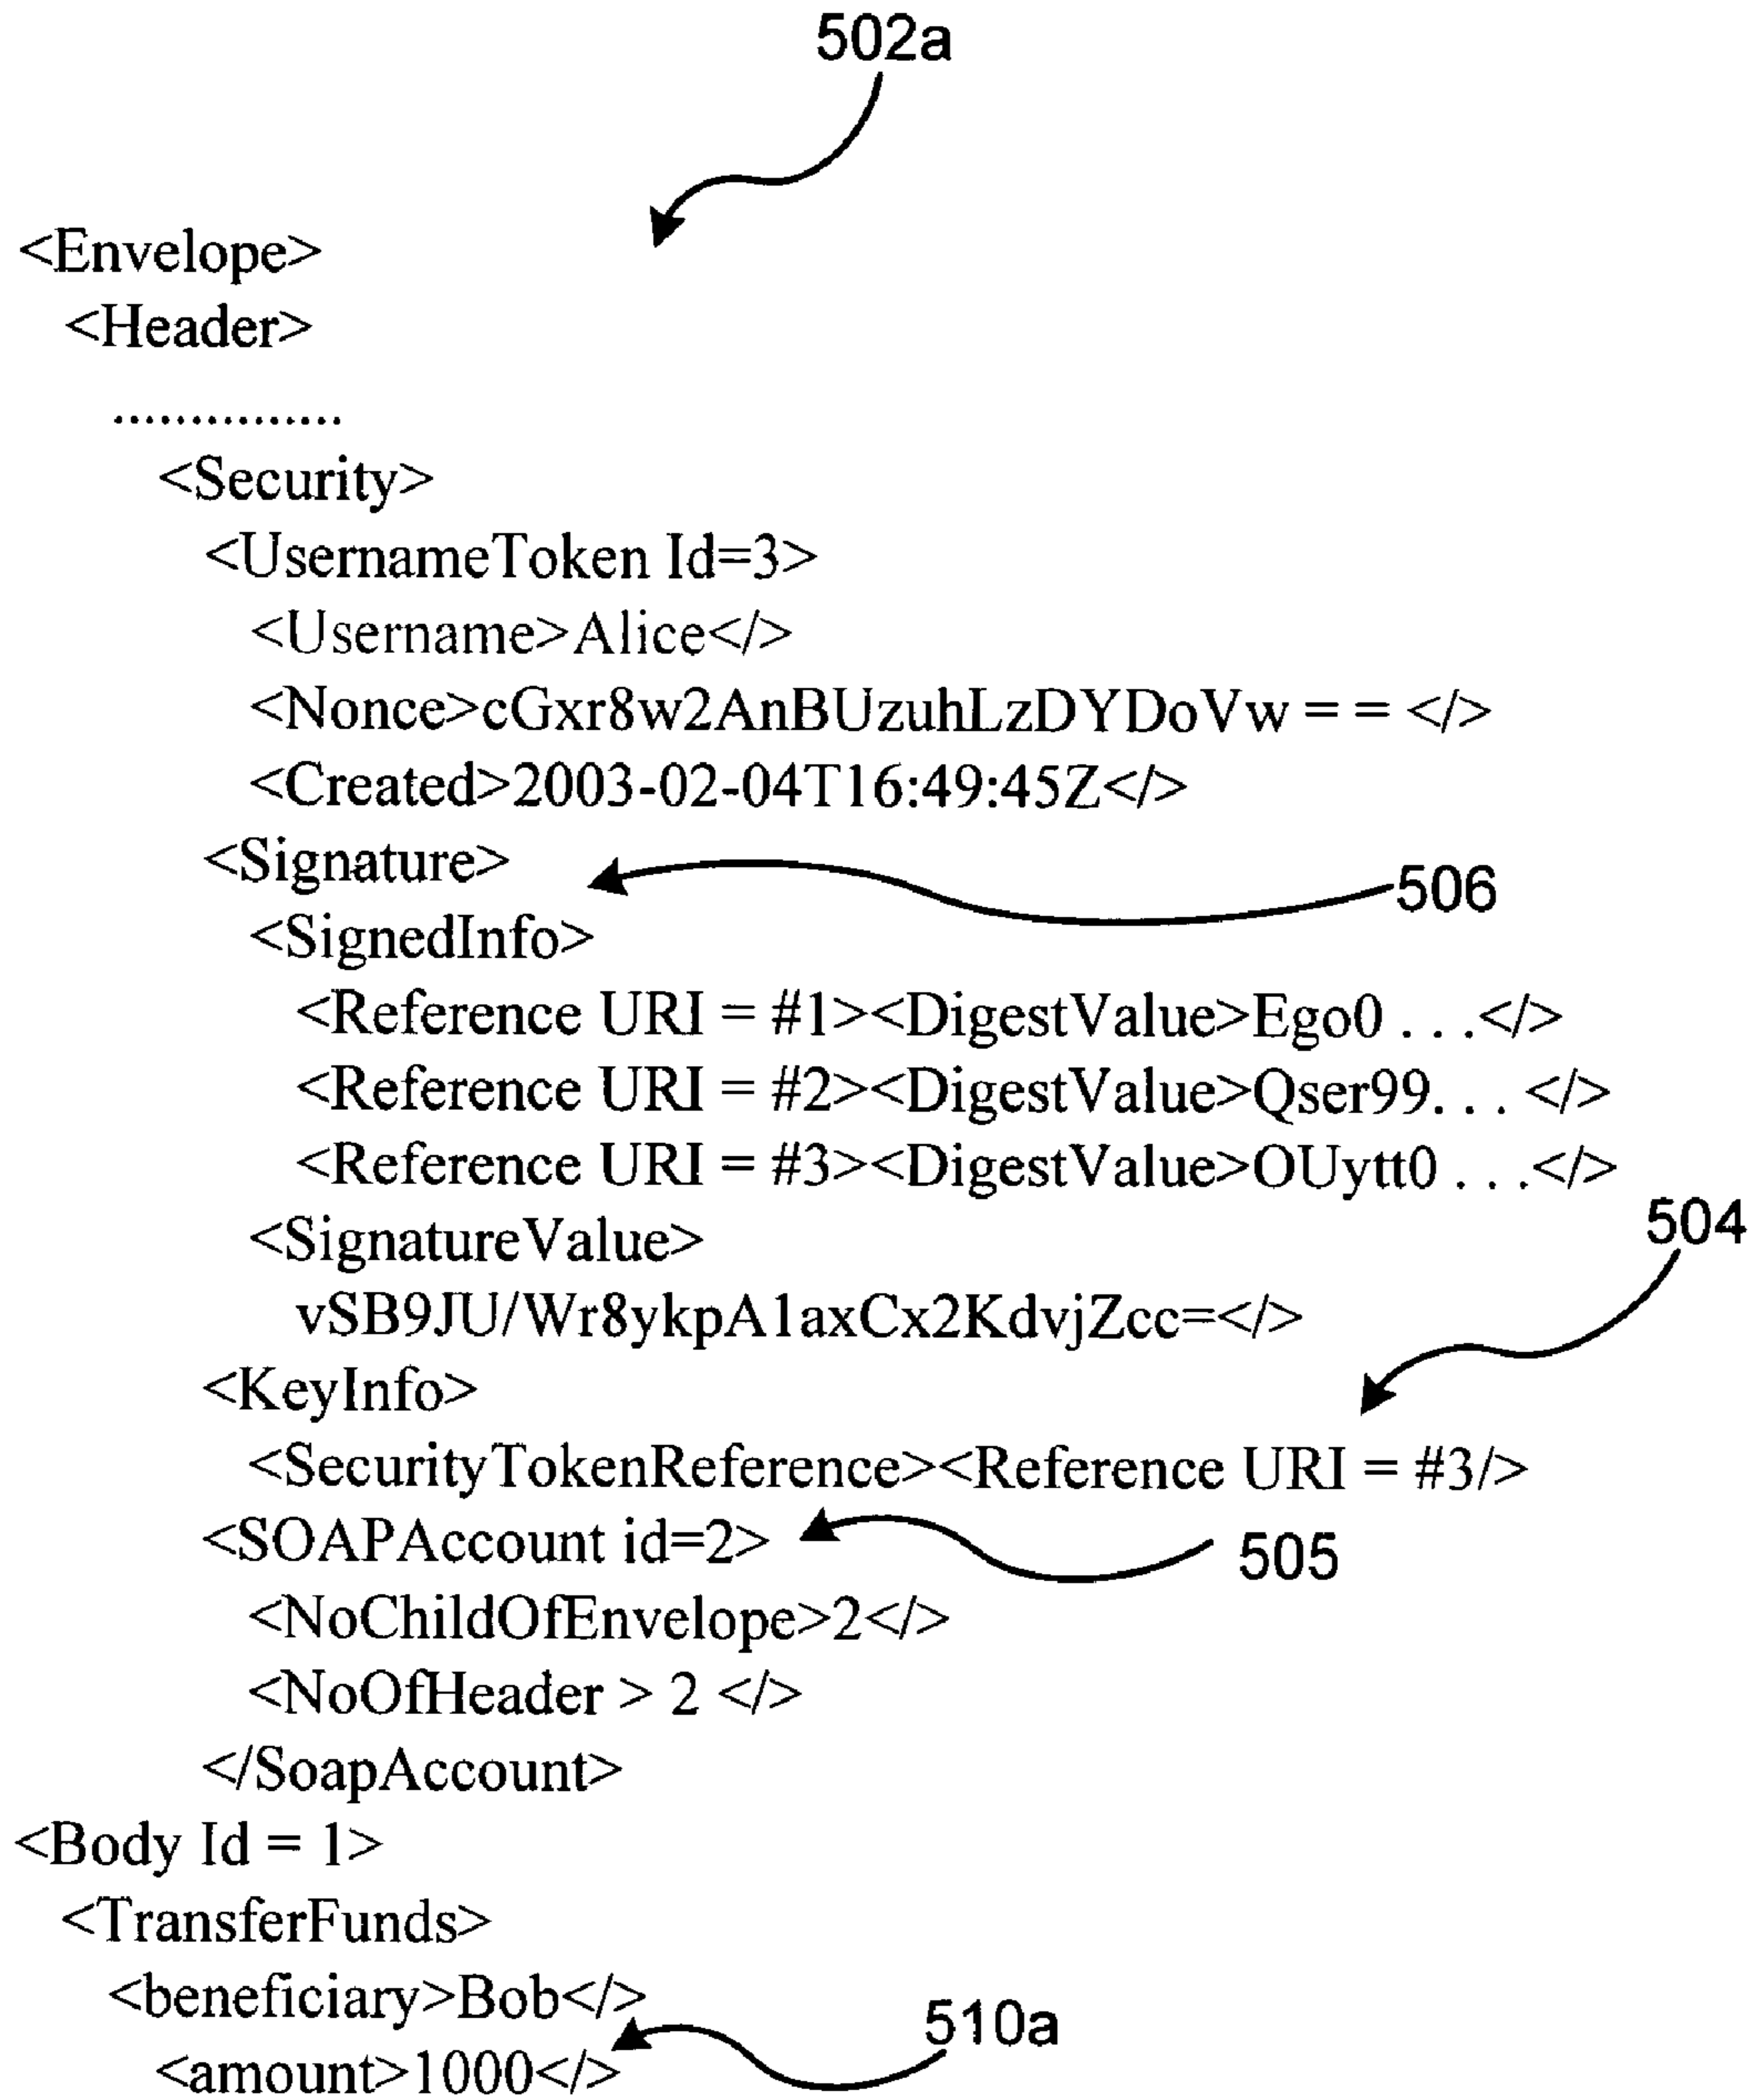 502a
<Envelope>
<Header>
...............
<Security>
<UsernameToken Id=3>
<Username>Alice</>
<Nonce>cGxr8w2AnBUzuhLzDYDoVw = = </>
<Created>2003-02-04T16:49:45Z</>
<Signature>
506
<SignedInfo>
<Reference URI = #1><DigestValue>Ego0 . . .</>
<Reference URI = #2><DigestValue>Qser99. . . </>
<Reference URI = #3><DigestValue>OUytt0 . . .</>
504
<SignatureValue>
vSB9JU/Wr8ykpA1axCx2KdvjZcc=</>
<KeyInfo>
<SecurityTokenReference><Reference URI = #3/>
<SOAPAccount id=2>
505
<NoChildOfEnvelope>2</>
<NoOfHeader > 2 </>
</SoapAccount>
<Body Id = 1>
<TransferFunds>
<beneficiary>Bob</>
510a
<amount>1000</>